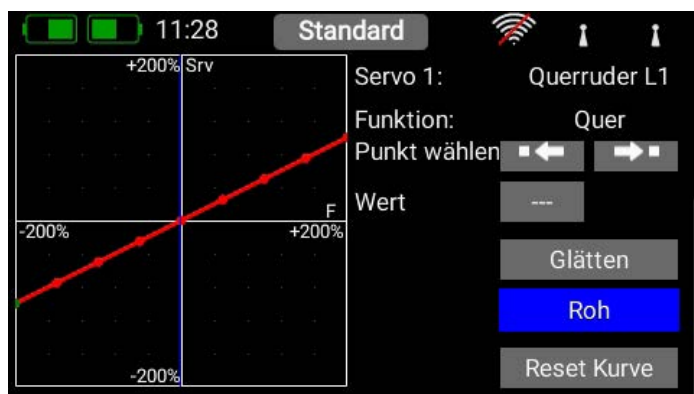 11:28 Standard
+200% Srv
Servo 1: Querruder L1
Funktion: Quer
Punkt wählen
F
-200% +200%
Wert ---
Glätten
Roh
-200%
Reset Kurve